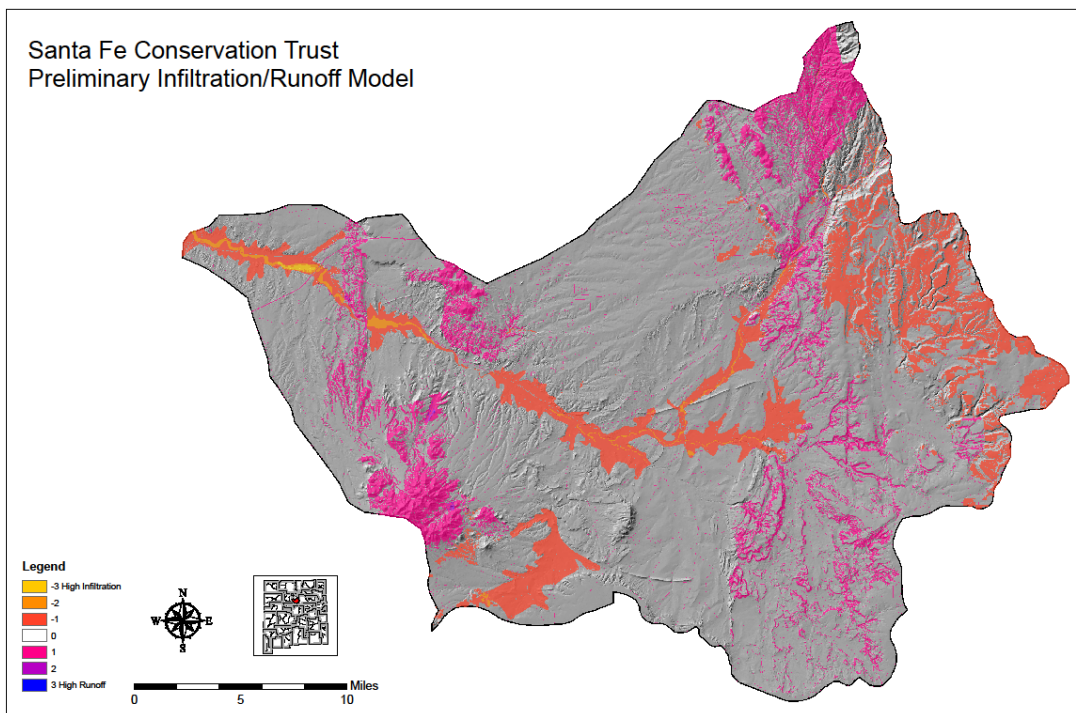 Santa Fe Conservation Trust
Preliminary Infiltration/Runoff Model
Legend
-3 High Infiltration
-2
-1
0
1
2
3 High Runoff
N
W E
S
Miles
0 5 10